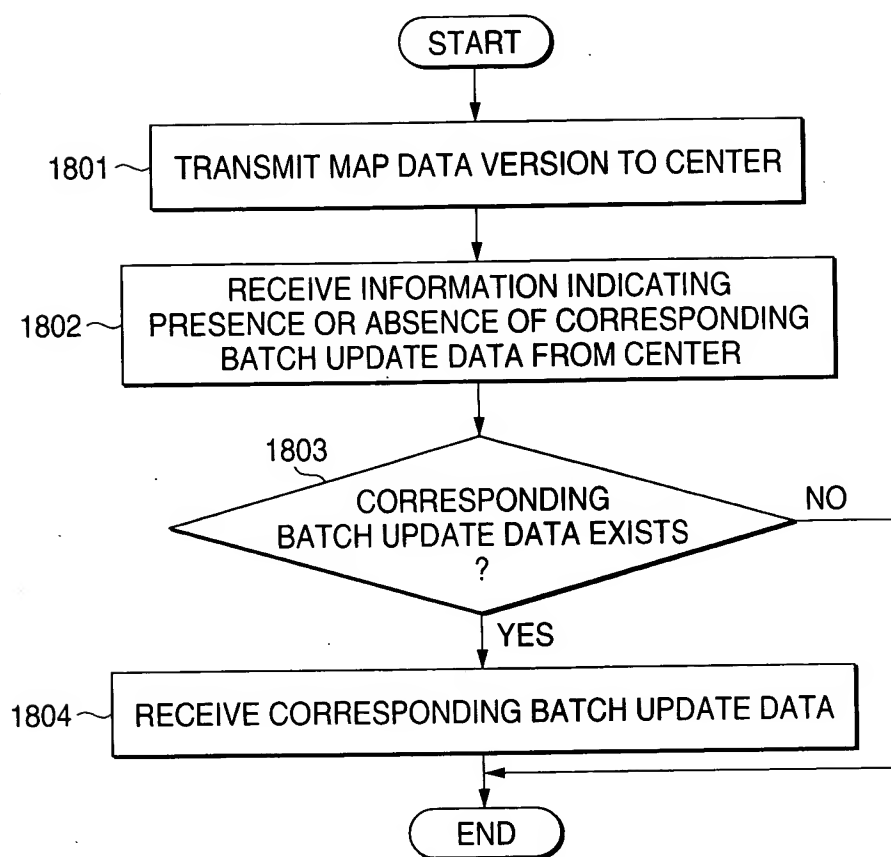 START
1801
TRANSMIT MAP DATA VERSION TO CENTER
1802
RECEIVE INFORMATION INDICATING
PRESENCE OR ABSENCE OF CORRESPONDING
BATCH UPDATE DATA FROM CENTER
1803
CORRESPONDING
BATCH UPDATE DATA EXISTS
?
NO
YES
1804
RECEIVE CORRESPONDING BATCH UPDATE DATA
END